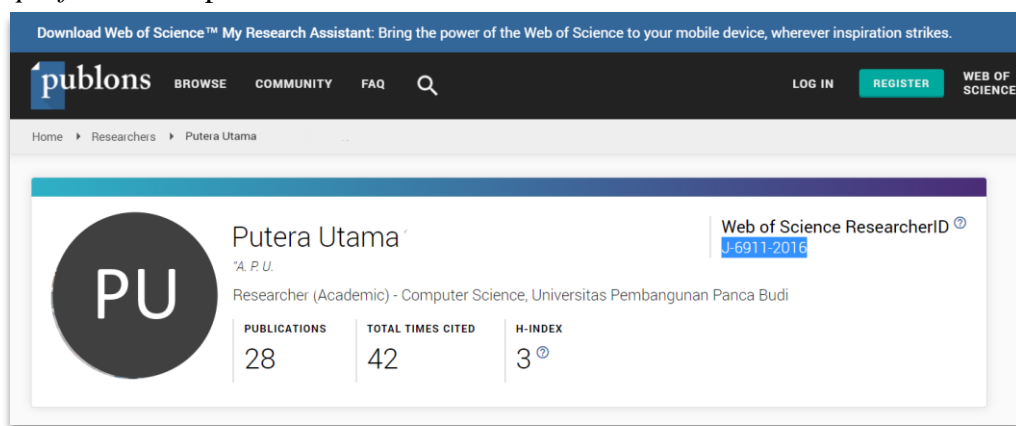 Download Web of Science™ My Research Assistant: Bring the power of the Web of Science to your mobile device, wherever inspiration strikes.
publons BROWSE COMMUNITY FAQ LOG IN REGISTER WEB OF SCIENCE
Home Researchers Putera Utama
PU
Putera Utama
"A. P. U.
Researcher (Academic) - Computer Science, Universitas Pembangunan Panca Budi
Web of Science ResearcherID ?
J-6911-2016
PUBLICATIONS TOTAL TIMES CITED H-INDEX
28 42 3 ?